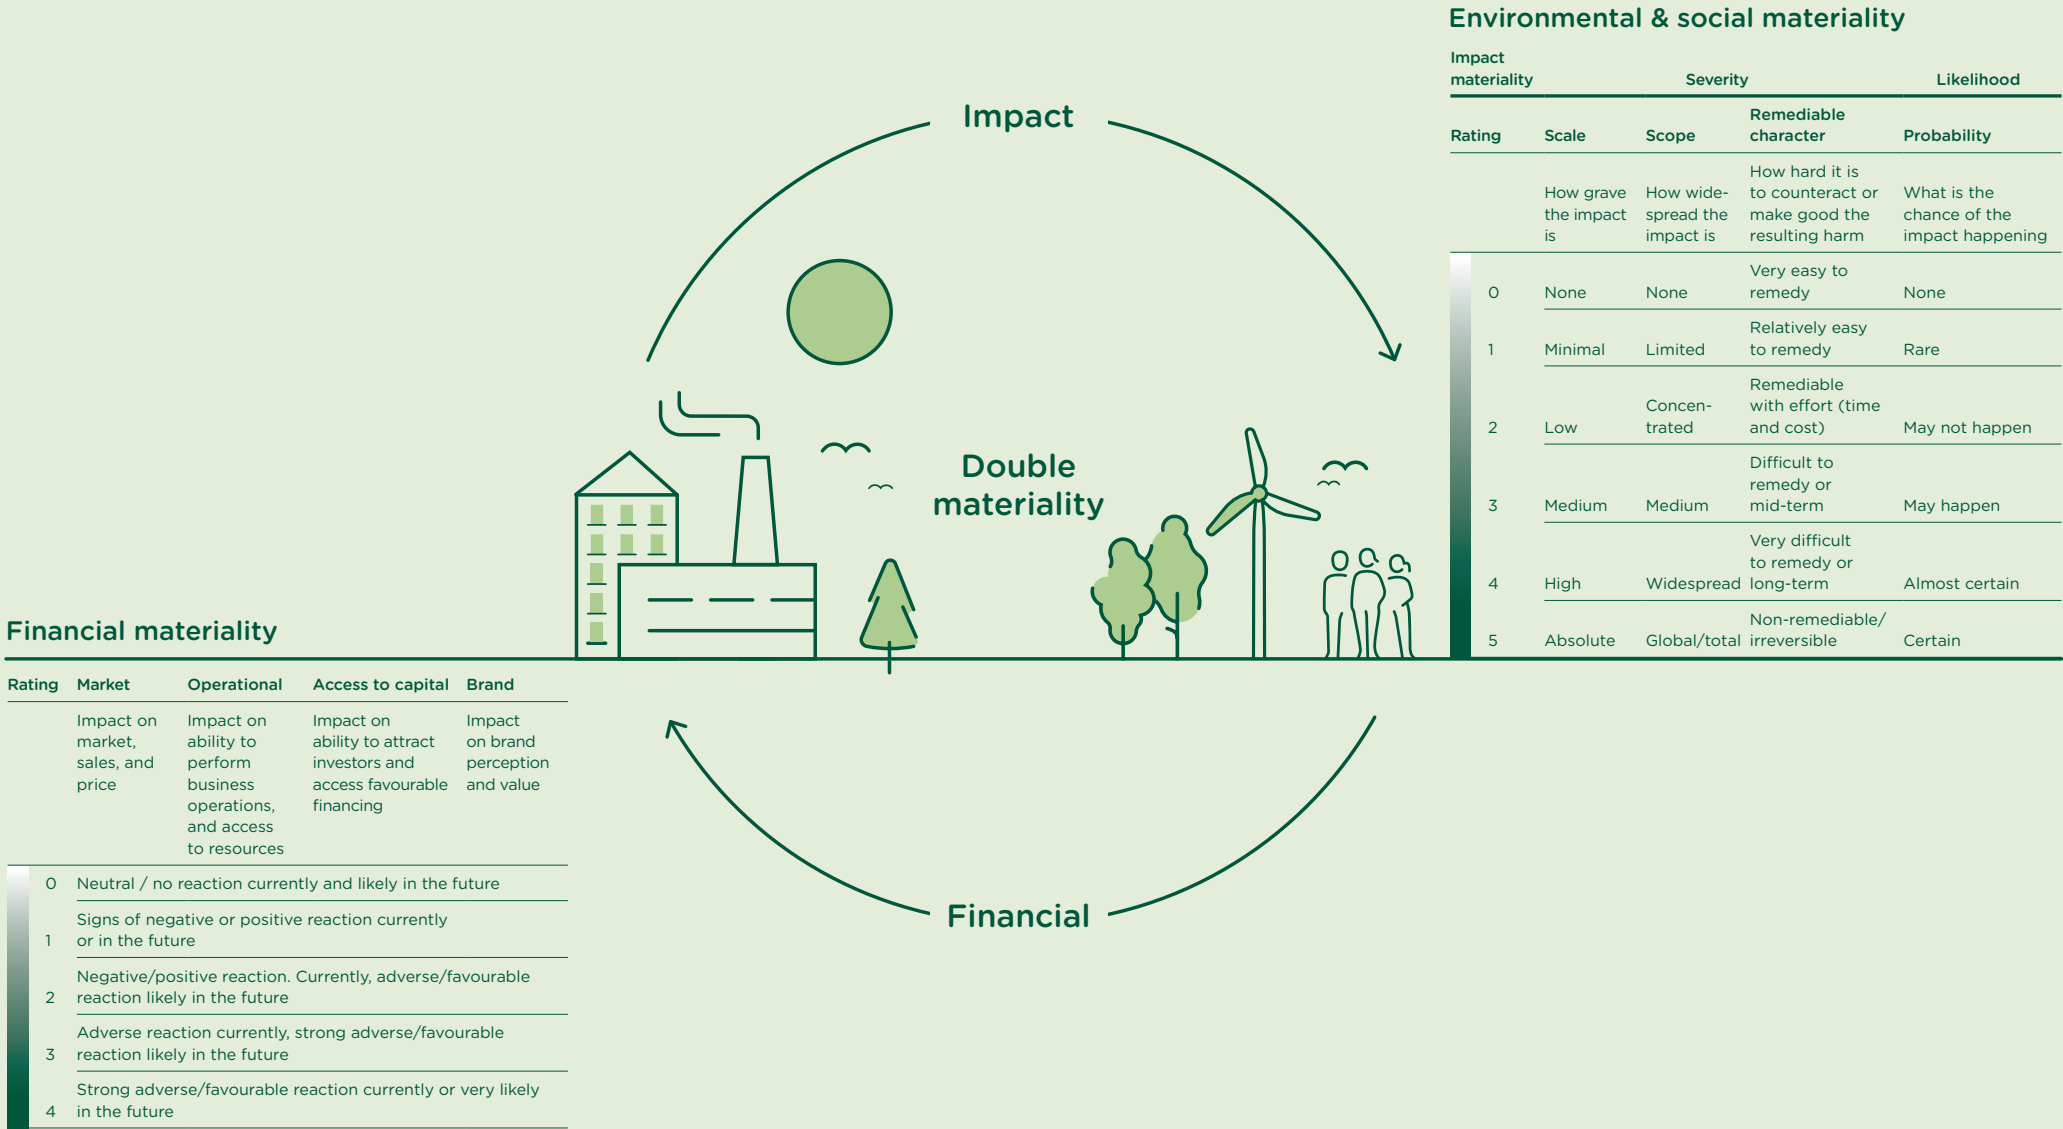 Environmental & social materiality
Impact
materiality
Severity
Likelihood
Rating
Scale
Scope
Remediable
character
Probability
How grave
the impact
is
How wide-
spread the
impact is
How hard it is
to counteract or
make good the
resulting harm
What is the
chance of the
impact happening
0
None
None
Very easy to
remedy
None
1
Minimal
Limited
Relatively easy
to remedy
Rare
2
Low
Concen-
trated
Remediable
with effort (time
and cost)
May not happen
3
Medium
Medium
Difficult to
remedy or
mid-term
May happen
4
High
Widespread
Very difficult
to remedy or
long-term
Almost certain
5
Absolute
Global/total
Non-remediable/
irreversible
Certain
Impact
Double
materiality
Financial
Financial materiality
Rating
Market
Operational
Access to capital
Brand
Impact on
market,
sales, and
price
Impact on
ability to
perform
business
operations,
and access
to resources
Impact on
ability to attract
investors and
access favourable
financing
Impact
on brand
perception
and value
0
Neutral / no reaction currently and likely in the future
1
Signs of negative or positive reaction currently
or in the future
2
Negative/positive reaction. Currently, adverse/favourable
reaction likely in the future
3
Adverse reaction currently, strong adverse/favourable
reaction likely in the future
4
Strong adverse/favourable reaction currently or very likely
in the future